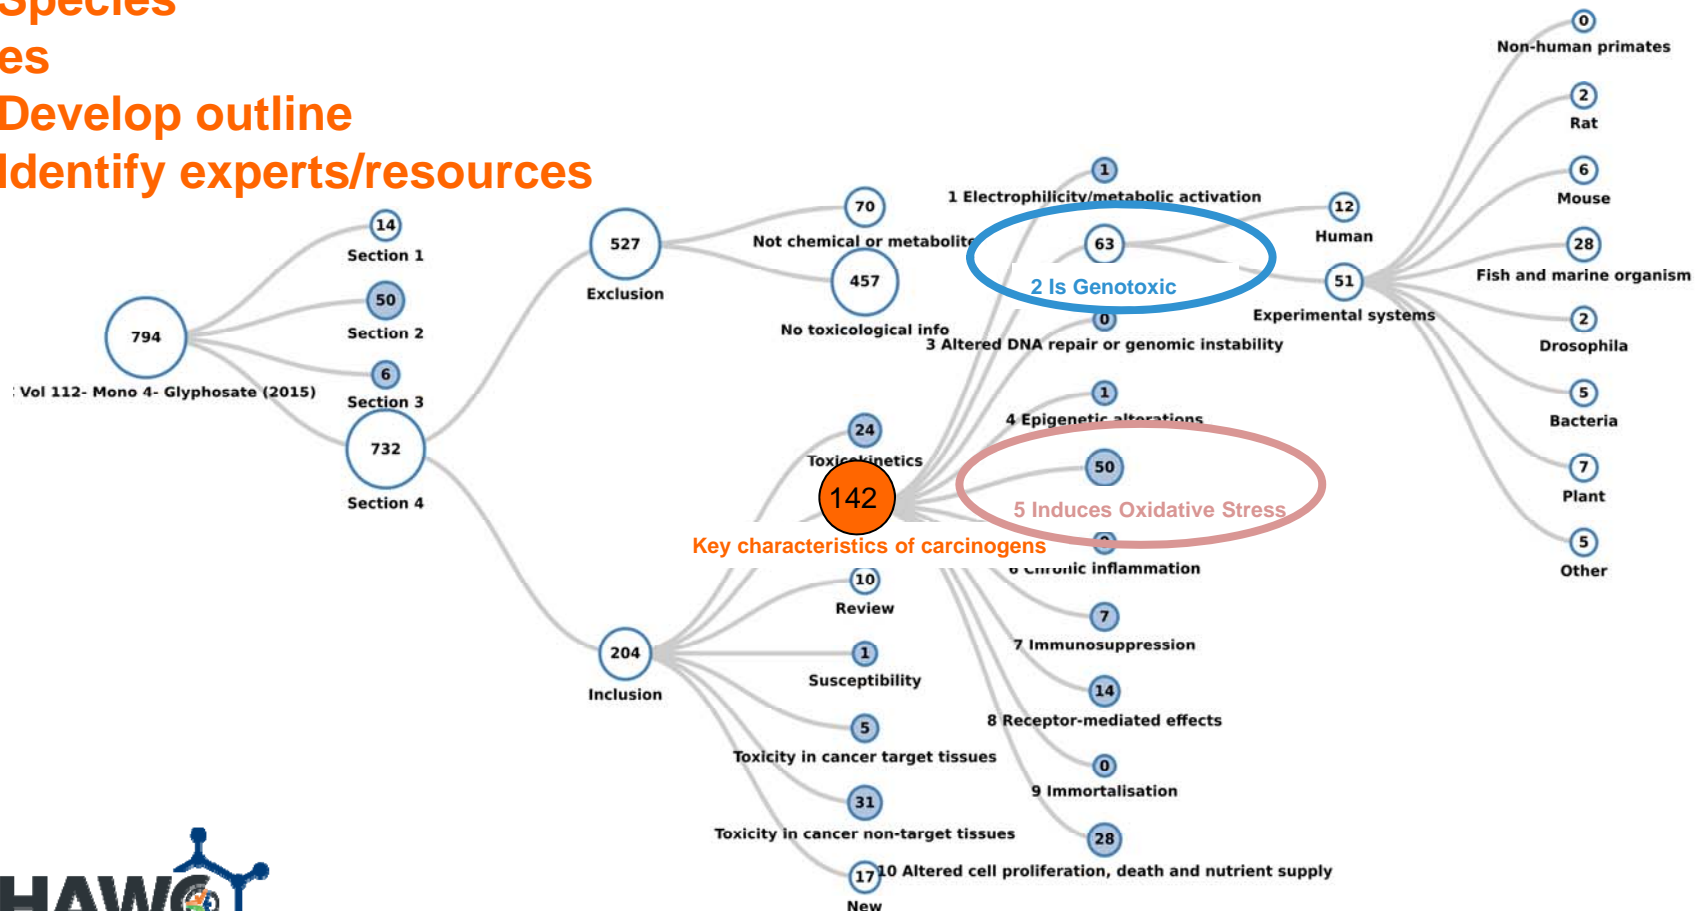 Species
es
Develop outline
Identify experts/resources
794
Vol 112- Mono 4- Glyphosate (2015)
14
Section 1
50
Section 2
6
Section 3
732
Section 4
527
Exclusion
204
Inclusion
70
Not chemical or metabolite
457
No toxicological info
24
Toxicokinetics
142
Key characteristics of carcinogens
10
Review
1
Susceptibility
5
Toxicity in cancer target tissues
31
Toxicity in cancer non-target tissues
17
New
1
1 Electrophilicity/metabolic activation
63
2 Is Genotoxic
0
3 Altered DNA repair or genomic instability
1
4 Epigenetic alterations
50
5 Induces Oxidative Stress
6 Chronic inflammation
7
7 Immunosuppression
14
8 Receptor-mediated effects
0
9 Immortalisation
28
10 Altered cell proliferation, death and nutrient supply
12
Human
51
Experimental systems
0
Non-human primates
2
Rat
6
Mouse
28
Fish and marine organism
2
Drosophila
5
Bacteria
7
Plant
5
Other
HAWC